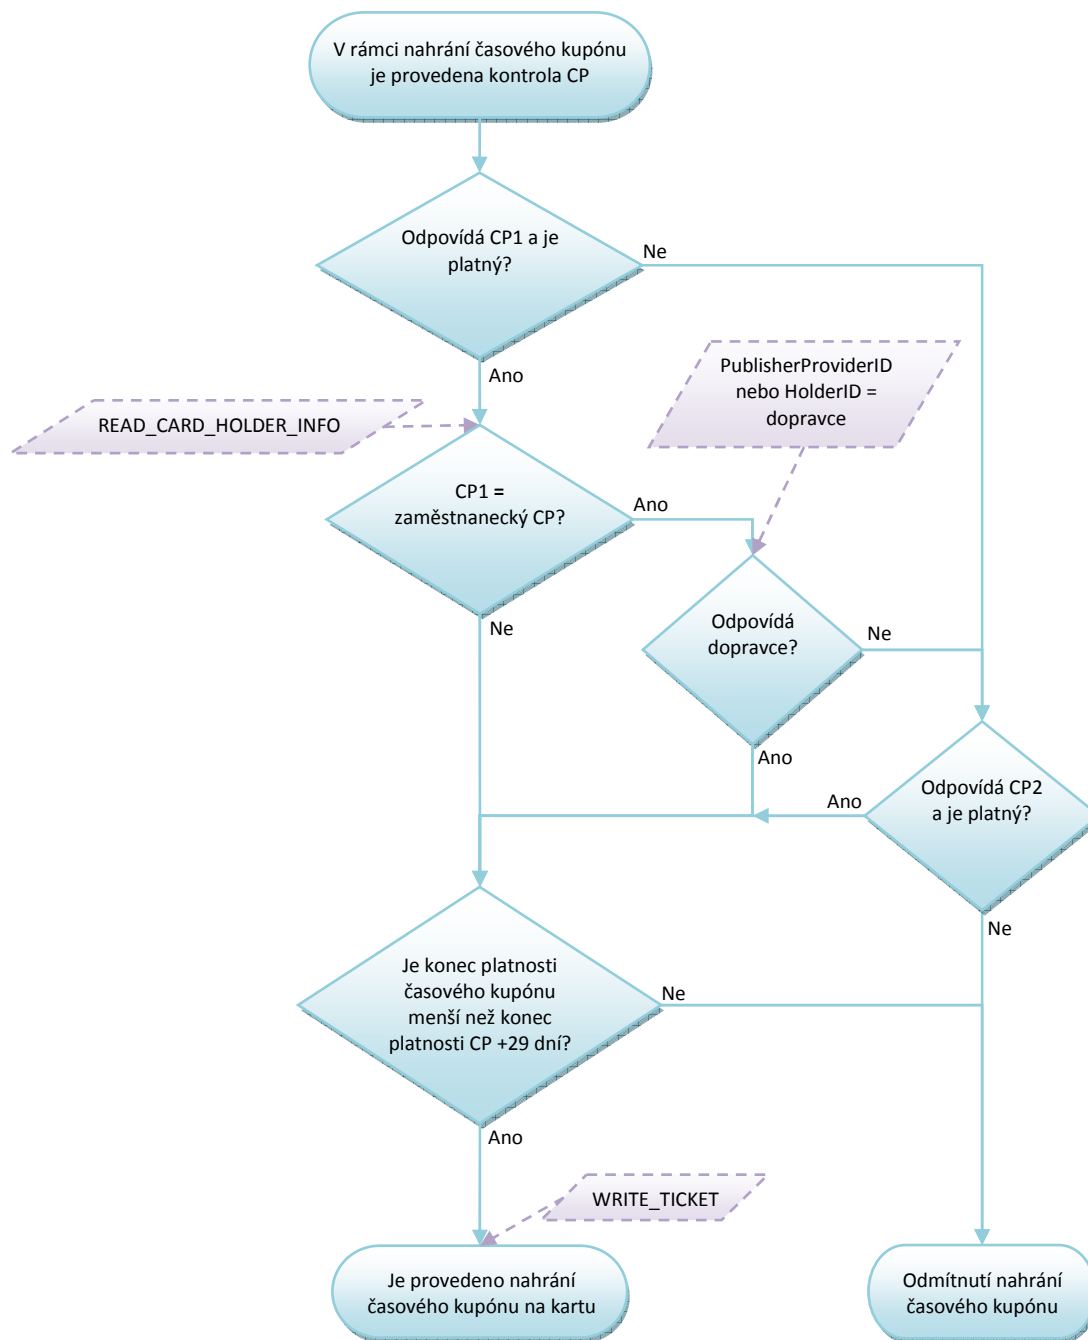 V rámci nahrání časového kupónu
je provedena kontrola CP
Odpovídá CP1 a je
platný?
Ne
Ano
PublisherProviderID
nebo HolderID =
dopravce
READ_CARD_HOLDER_INFO
CP1 =
zaměstnanecký CP?
Ano
Ne
Odpovídá
dopravce?
Ne
Ano
Odpovídá CP2
a je platný?
Ano
Ne
Je konec platnosti
časového kupónu
menší než konec
platnosti CP +29 dní?
Ne
Ano
WRITE_TICKET
Je provedeno nahrání
časového kupónu na kartu
Odmítnutí nahrání
časového kupónu